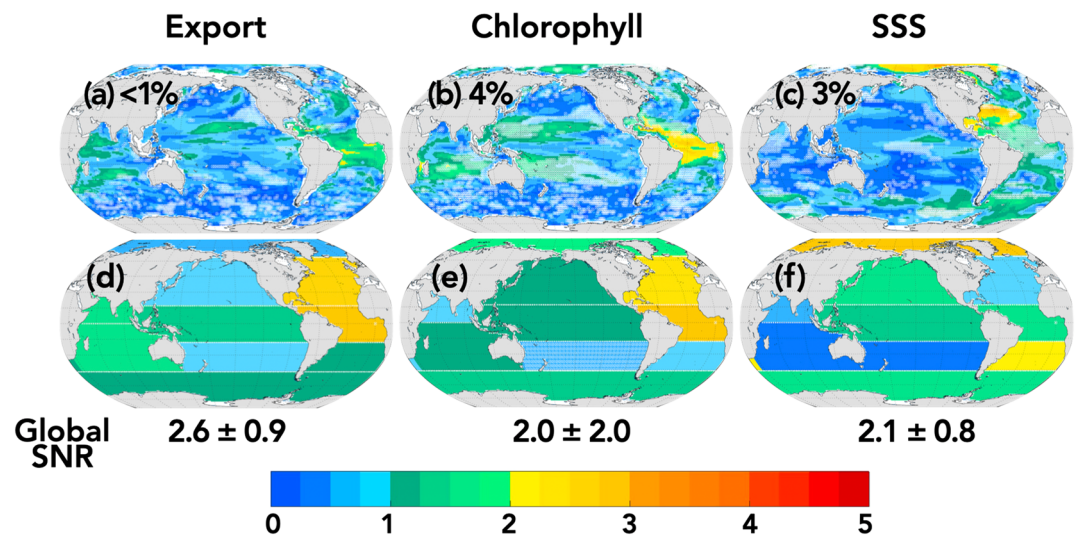 Export Chlorophyll SSS
(a) <1% (b) 4% (c) 3%
(d) (e) (f)
Global SNR 2.6 ± 0.9 2.0 ± 2.0 2.1 ± 0.8
0 1 2 3 4 5